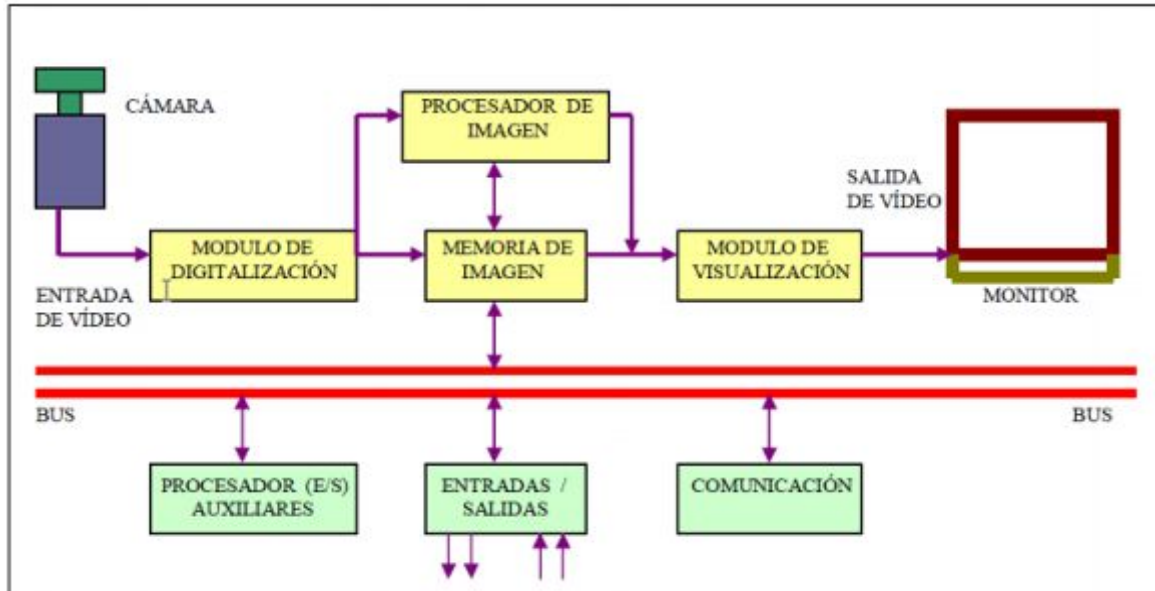 CÁMARA
PROCESADOR DE
IMAGEN
SALIDA
DE VÍDEO
MODULO DE
DIGITALIZACIÓN
MEMORIA DE
IMAGEN
MODULO DE
VISUALIZACIÓN
ENTRADA
DE VÍDEO
MONITOR
BUS
BUS
PROCESADOR (E/S)
AUXILIARES
ENTRADAS /
SALIDAS
COMUNICACIÓN